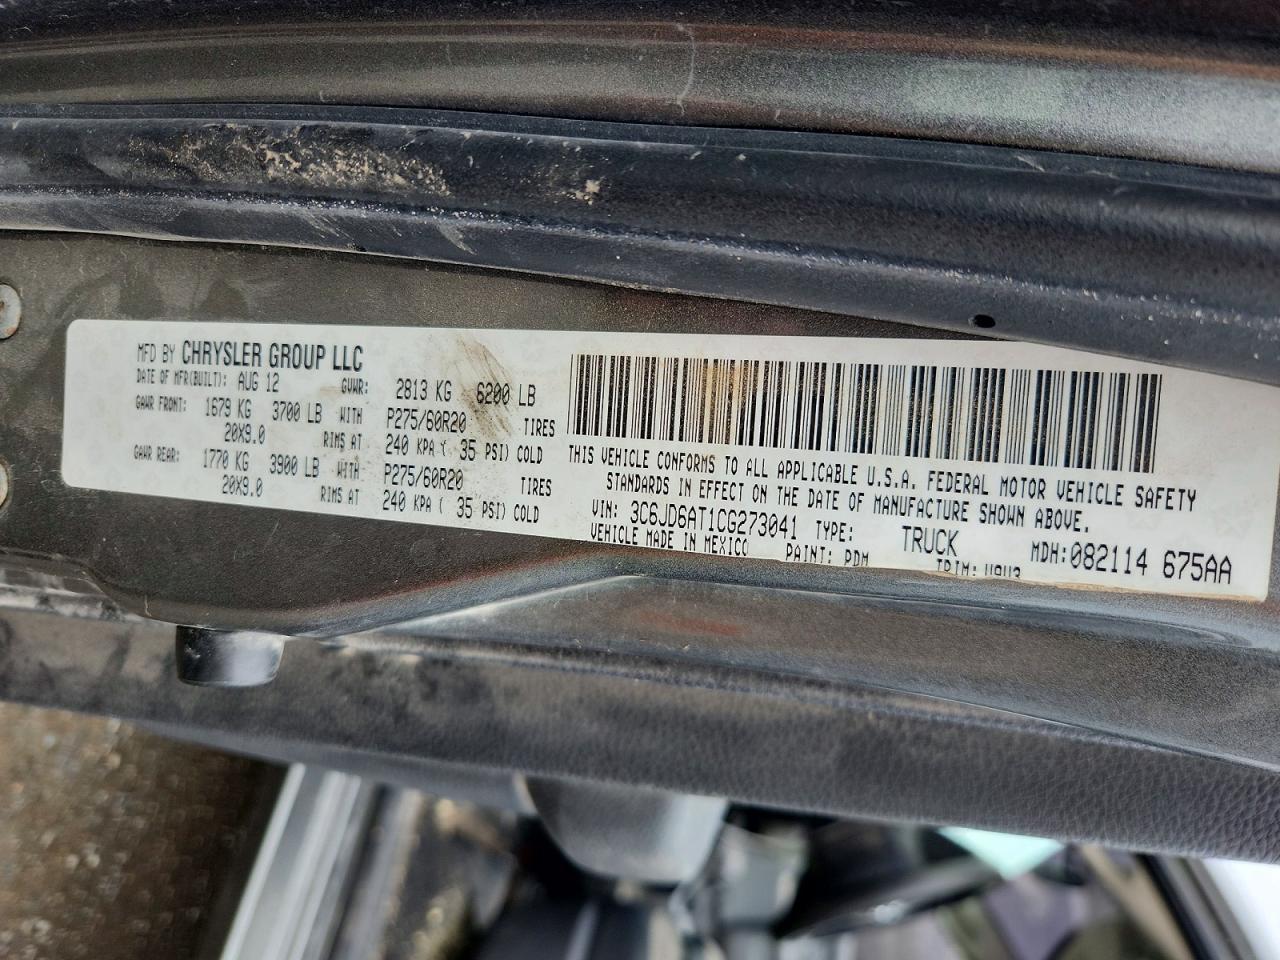 MFD BY CHRYSLER GROUP LLC
DATE OF MFR(BUILT): AUG 12 GVWR: 2813 KG 6200 LB
GAWR FRONT: 1679 KG 3700 LB WITH P275/60R20 TIRES
20X9.0 RIMS AT 240 KPA ( 35 PSI) COLD
GAWR REAR: 1770 KG 3900 LB WITH P275/60R20 TIRES
20X9.0 RIMS AT 240 KPA ( 35 PSI) COLD
THIS VEHICLE CONFORMS TO ALL APPLICABLE U.S.A. FEDERAL MOTOR VEHICLE SAFETY
STANDARDS IN EFFECT ON THE DATE OF MANUFACTURE SHOWN ABOVE.
VIN: 3C6JD6AT1CG273041 TYPE: TRUCK MDH:082114 675AA
VEHICLE MADE IN MEXICO PAINT: PDM TRIM: